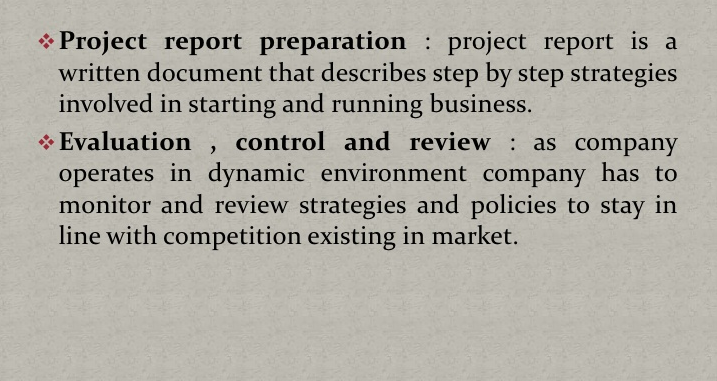 ❖Project report preparation : project report is a
written document that describes step by step strategies
involved in starting and running business.
❖Evaluation , control and review : as company
operates in dynamic environment company has to
monitor and review strategies and policies to stay in
line with competition existing in market.